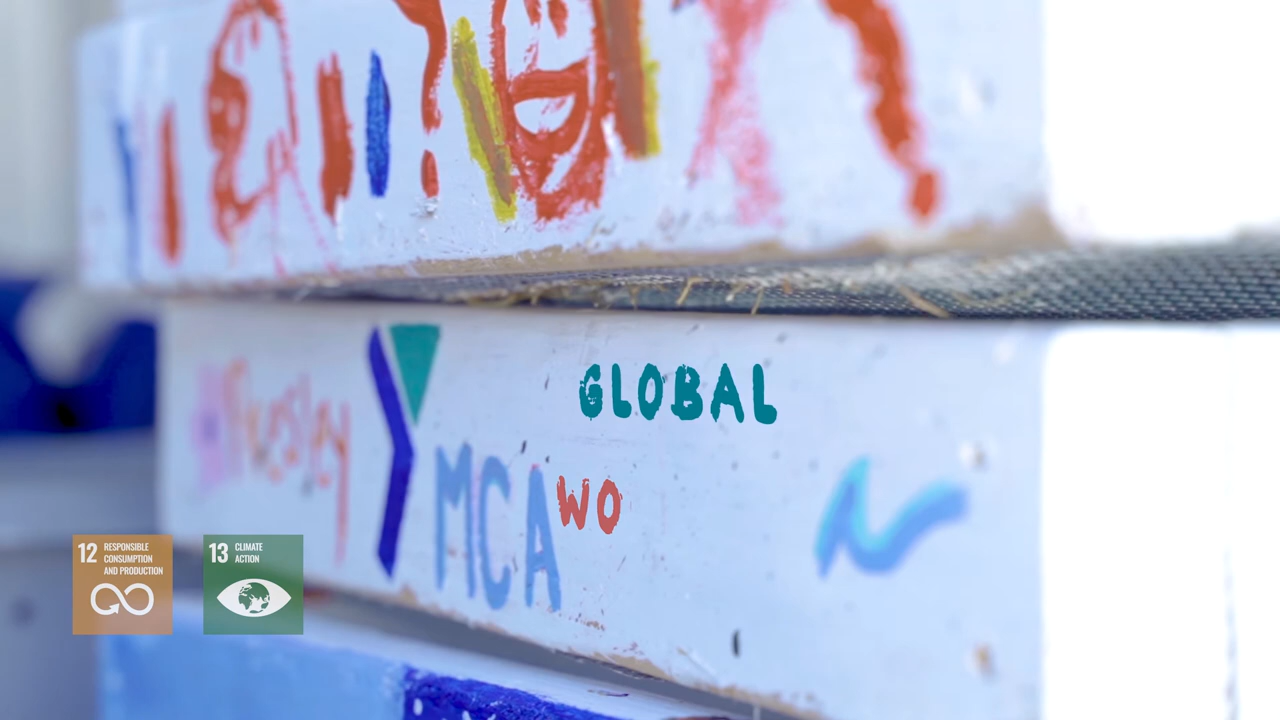 GLOBAL
YMCA
WO
12 RESPONSIBLE
CONSUMPTION
AND PRODUCTION
13 CLIMATE
ACTION